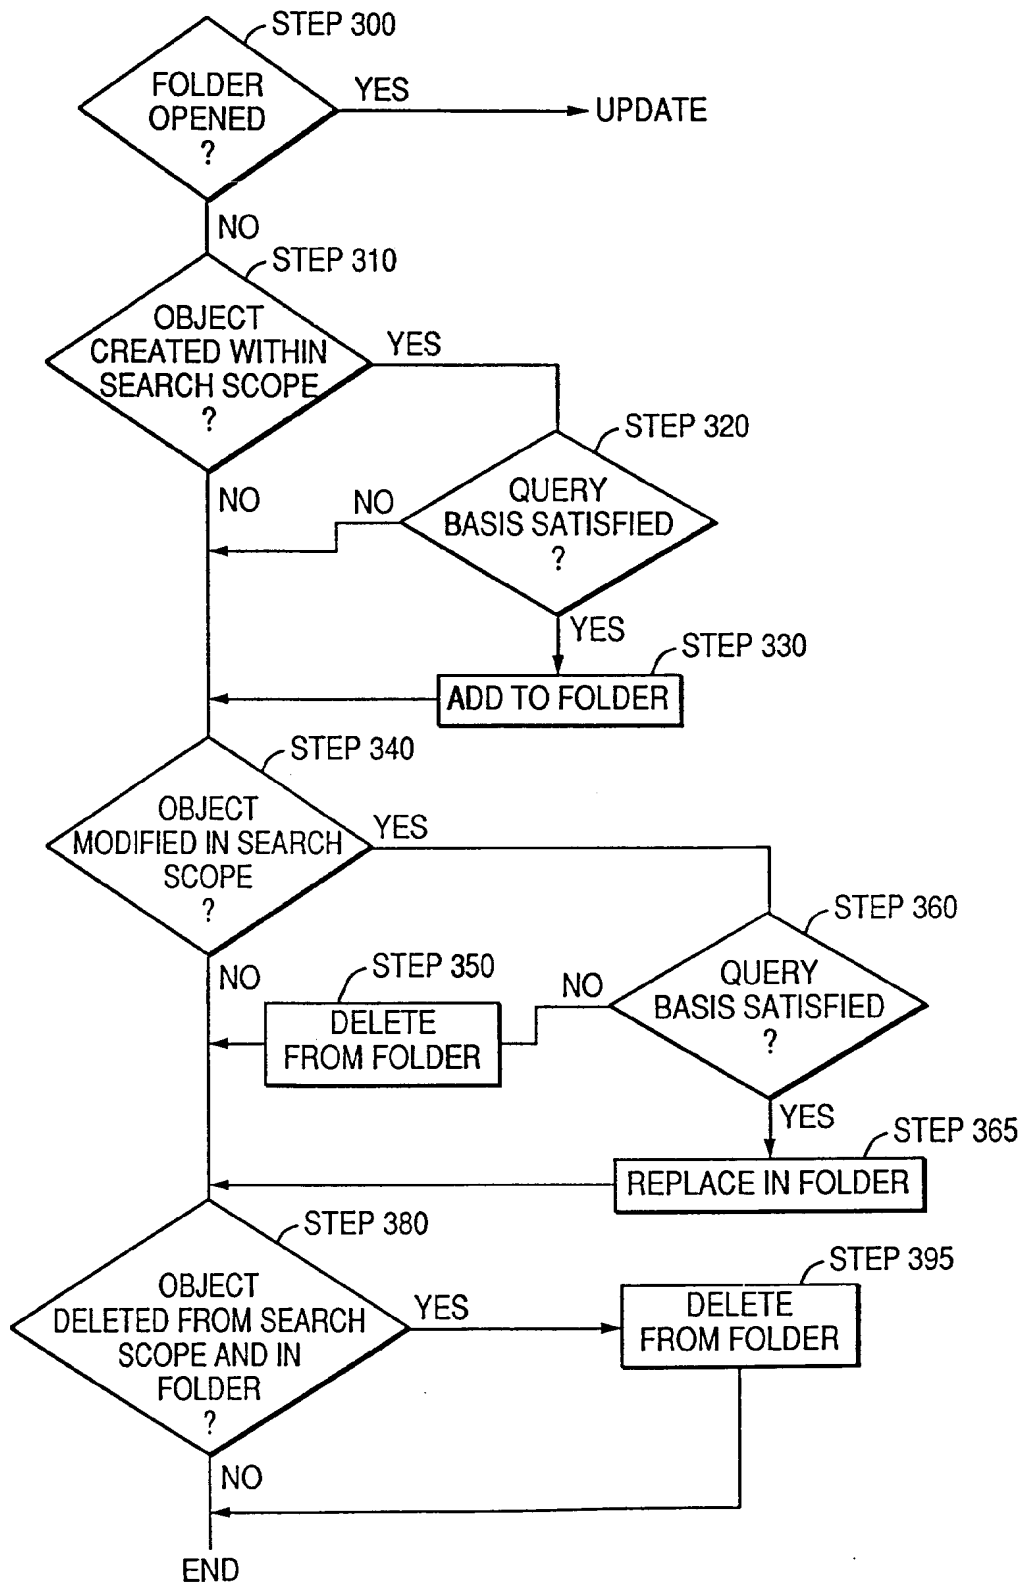 STEP 300
FOLDER
OPENED
?
YES
UPDATE
NO
STEP 310
OBJECT
CREATED WITHIN
SEARCH SCOPE
?
YES
NO
STEP 320
QUERY
BASIS SATISFIED
?
NO
YES
STEP 330
ADD TO FOLDER
STEP 340
OBJECT
MODIFIED IN SEARCH
SCOPE
?
YES
NO
STEP 360
QUERY
BASIS SATISFIED
?
NO
STEP 350
DELETE
FROM FOLDER
YES
STEP 365
REPLACE IN FOLDER
STEP 380
OBJECT
DELETED FROM SEARCH
SCOPE AND IN
FOLDER
?
YES
STEP 395
DELETE
FROM FOLDER
NO
END